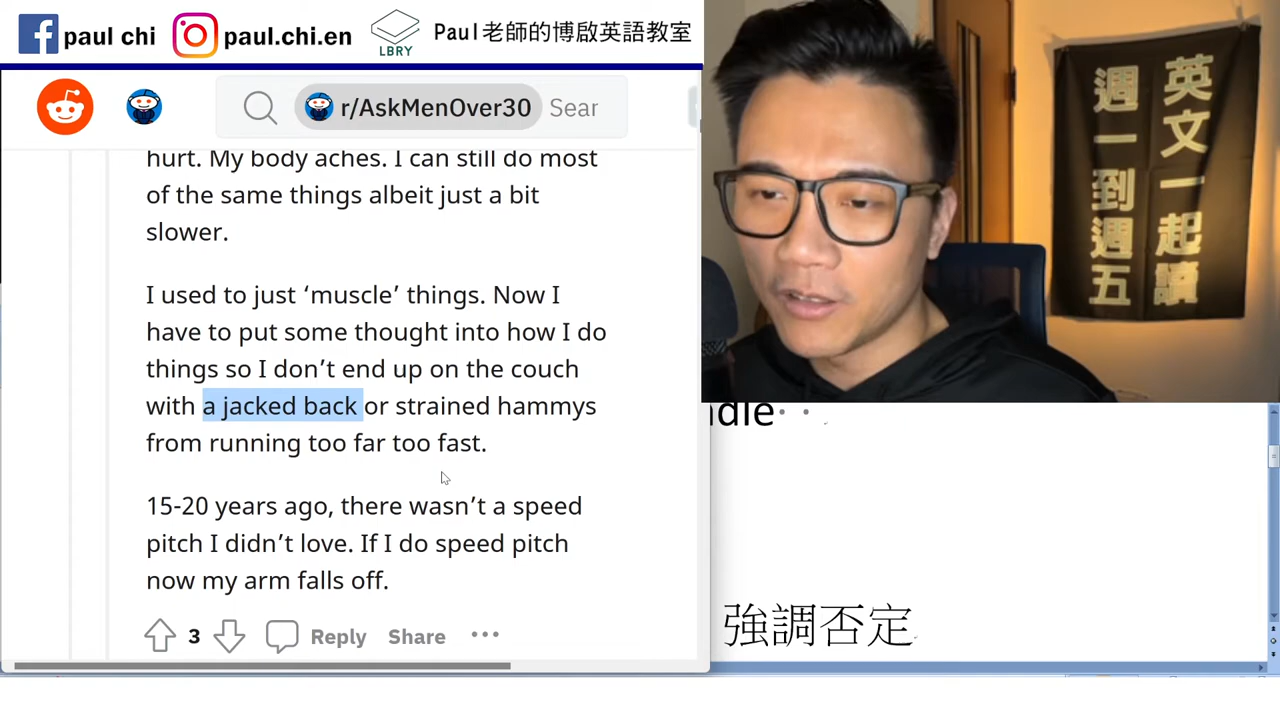 paul chi
paul.chi.en
LBRY
Paul老師的博啟英語教室
r/AskMenOver30
Sear
hurt. My body aches. I can still do most
of the same things albeit just a bit
slower.
I used to just ‘muscle’ things. Now I
have to put some thought into how I do
things so I don’t end up on the couch
with a jacked back or strained hammys
from running too far too fast.
15-20 years ago, there wasn’t a speed
pitch I didn’t love. If I do speed pitch
now my arm falls off.
3
Reply
Share
英文一起讀
週一到週五
強調否定